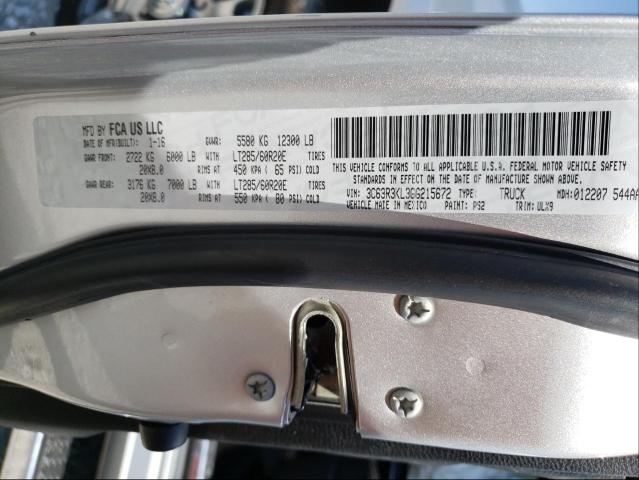 MFD BY FCA US LLC
DATE OF MFR(BUILT): 1-16 GVWR: 5580 KG 12300 LB
GAWR FRONT: 2722 KG 6000 LB WITH LT285/60R20E TIRES
20X8.0 RIMS AT 450 KPA ( 65 PSI) COLD
GAWR REAR: 3176 KG 7000 LB WITH LT285/60R20E TIRES
20X8.0 RIMS AT 550 KPA ( 80 PSI) COLD
THIS VEHICLE CONFORMS TO ALL APPLICABLE U.S.A. FEDERAL MOTOR VEHICLE SAFETY
STANDARDS IN EFFECT ON THE DATE OF MANUFACTURE SHOWN ABOVE
VIN: 3C63R3KL3GG215672 TYPE: TRUCK MDH: 012207 544AA
VEHICLE MADE IN MEXICO PAINT: PS2 TRIM: ULX9